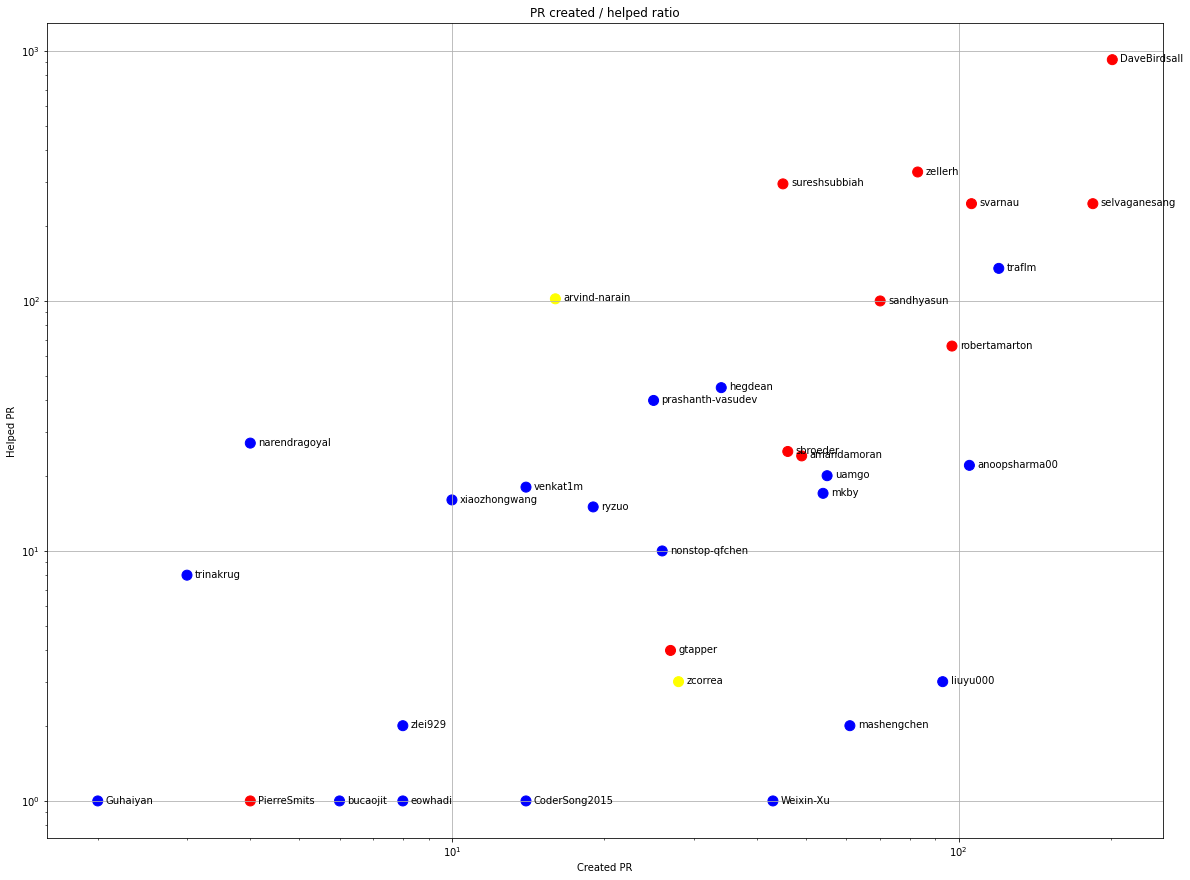 PR created / helped ratio
10³
DaveBirdsall
zellerh
sureshsubbiah
svarnau
selvaganesang
traflm
arvind-narain
10²
sandhyasun
robertamarton
hegdean
prashanth-vasudev
Helped PR
narendragoyal
sbroeder
amandamoran
anoopsharma00
uamgo
venkat1m
mkby
xiaozhongwang
ryzuo
10¹
nonstop-qfchen
trinakrug
gtapper
zcorrea
liuyu000
zlei929
mashengchen
10⁰
Guhaiyan
PierreSmits
bucaojit
eowhadi
CoderSong2015
Weixin-Xu
10¹
10²
Created PR